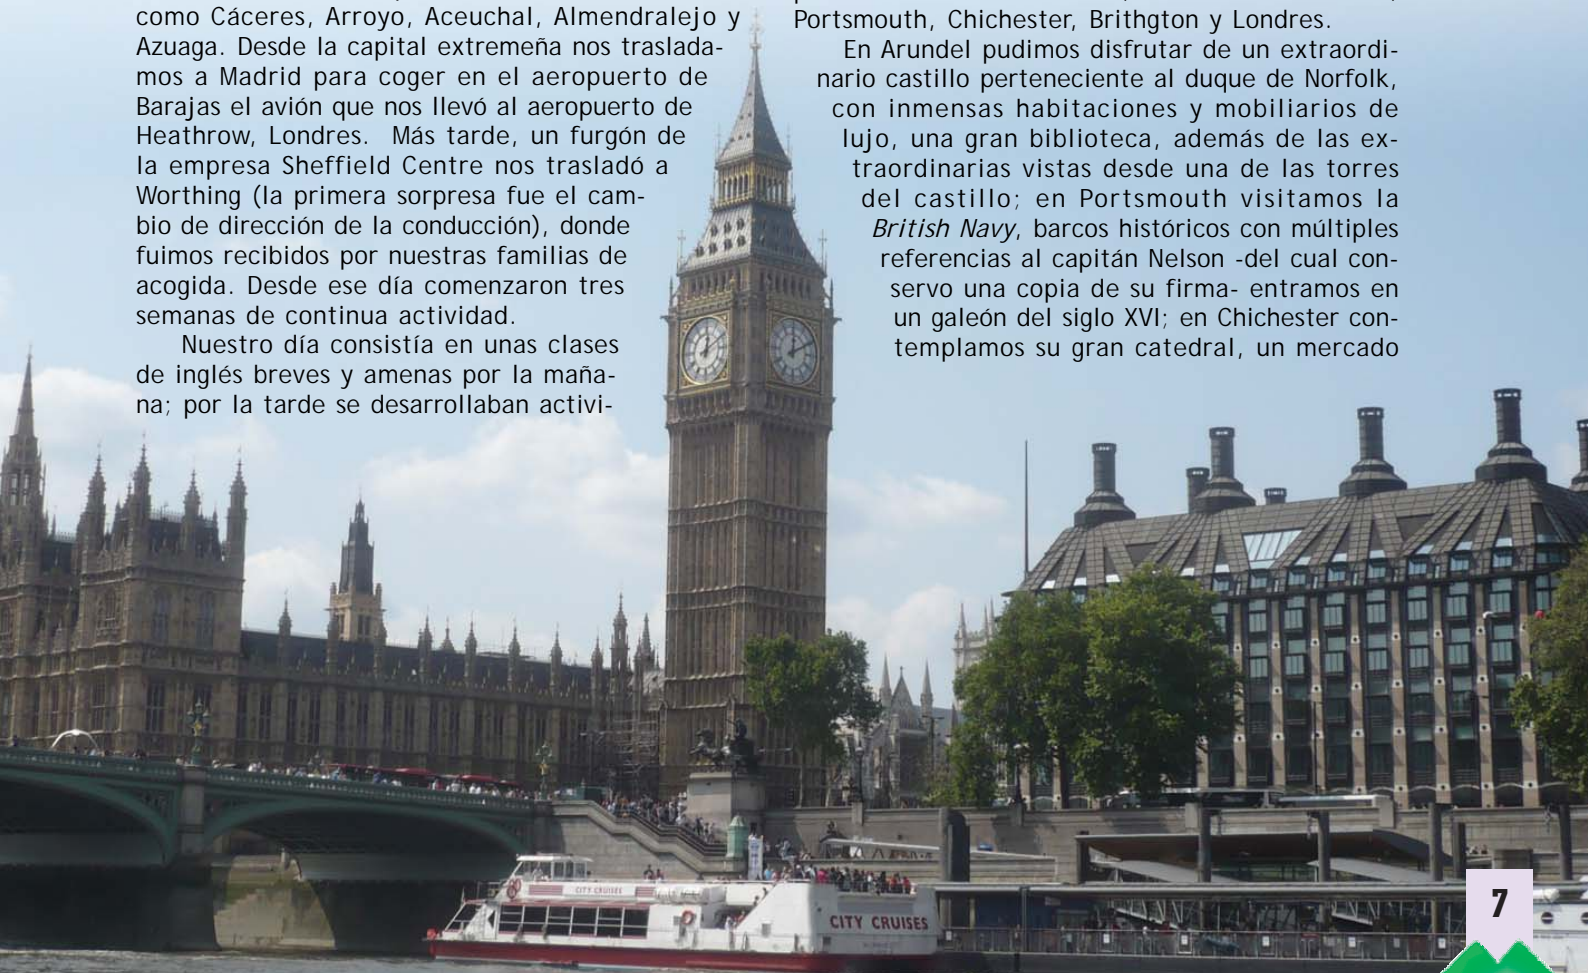 como Cáceres, Arroyo, Aceuchal, Almendralejo y
Azuaga. Desde la capital extremeña nos traslada-
mos a Madrid para coger en el aeropuerto de
Barajas el avión que nos llevó al aeropuerto de
Heathrow, Londres.  Más tarde, un furgón de
la empresa Sheffield Centre nos trasladó a
Worthing (la primera sorpresa fue el cam-
bio de dirección de la conducción), donde
fuimos recibidos por nuestras familias de
acogida. Desde ese día comenzaron tres
semanas de continua actividad.
Nuestro día consistía en unas clases
de inglés breves y amenas por la maña-
na; por la tarde se desarrollaban activi-
Portsmouth, Chichester, Brithgton y Londres.
En Arundel pudimos disfrutar de un extraordi-
nario castillo perteneciente al duque de Norfolk,
con inmensas habitaciones y mobiliarios de
lujo, una gran biblioteca, además de las ex-
traordinarias vistas desde una de las torres
del castillo; en Portsmouth visitamos la
British Navy, barcos históricos con múltiples
referencias al capitán Nelson -del cual con-
servo una copia de su firma- entramos en
un galeón del siglo XVI; en Chichester con-
templamos su gran catedral, un mercado
CITY CRUISES
CITY CRUISES
7